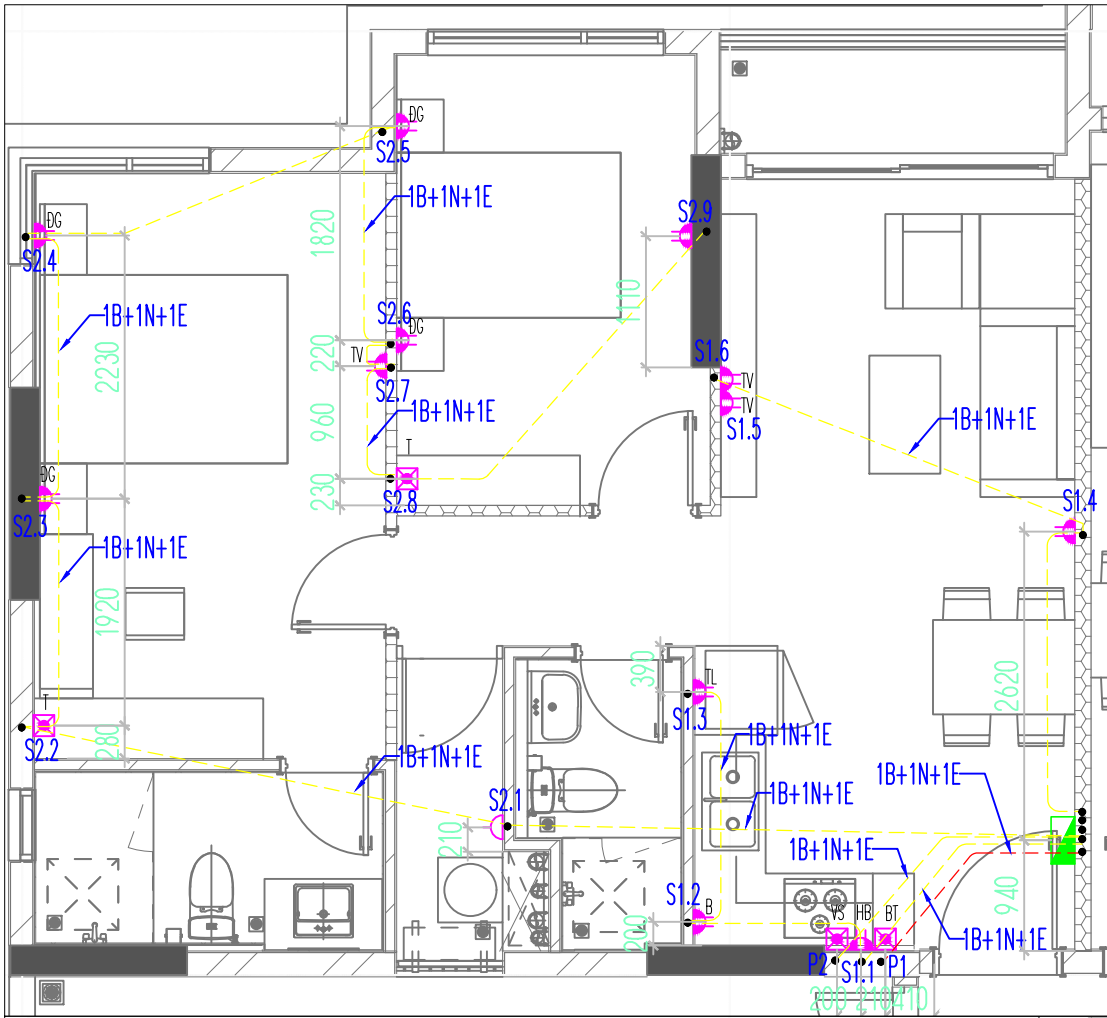 ĐG
S2.5
1B+1N+1E
S2.9
1820
ĐG
S2.4
1110
1B+1N+1E
S2.6
ĐG
2230
220
TV
S2.7
S1.6
TV
TV
S1.5
1B+1N+1E
1B+1N+1E
960
T
230
S2.8
ĐG
S2.3
S1.4
1B+1N+1E
1920
390
TL
S1.3
2620
T
S2.2
280
1B+1N+1E
1B+1N+1E
1B+1N+1E
1B+1N+1E
S2.1
210
1B+1N+1E
S1.2
B
200
VS
HB
BT
940
1B+1N+1E
P2
S1.1
P1
200
210
410